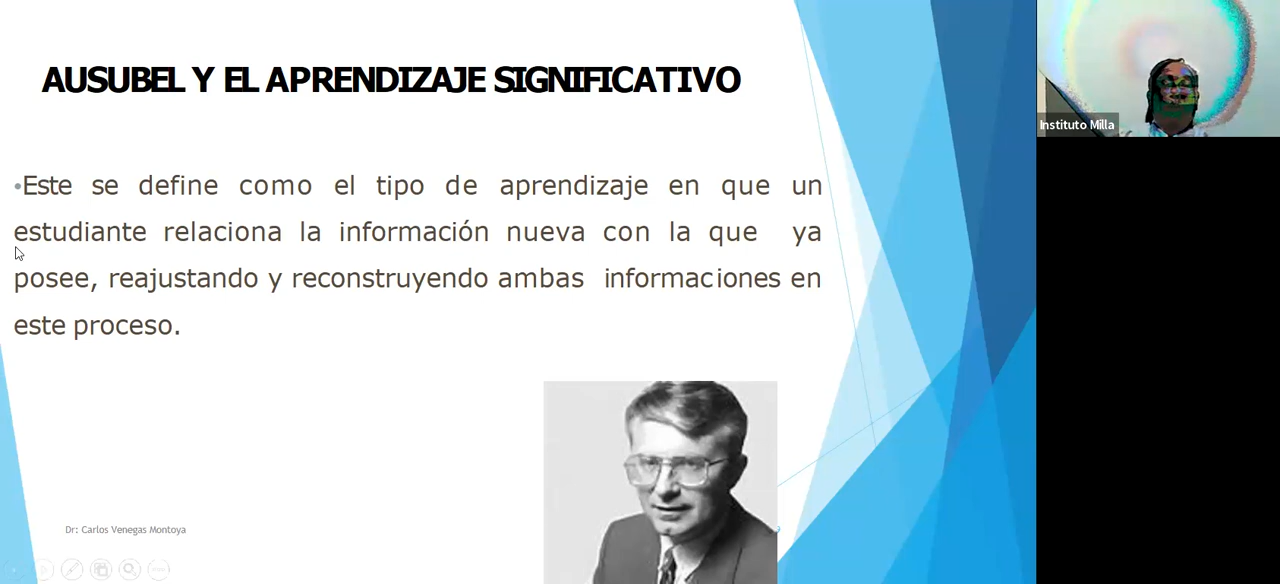 AUSUBEL Y EL APRENDIZAJE SIGNIFICATIVO
•Este se define como el tipo de aprendizaje en que un
estudiante relaciona la información nueva con la que ya
posee, reajustando y reconstruyendo ambas informaciones en
este proceso.
Dr: Carlos Venegas Montoya
Instituto Milla